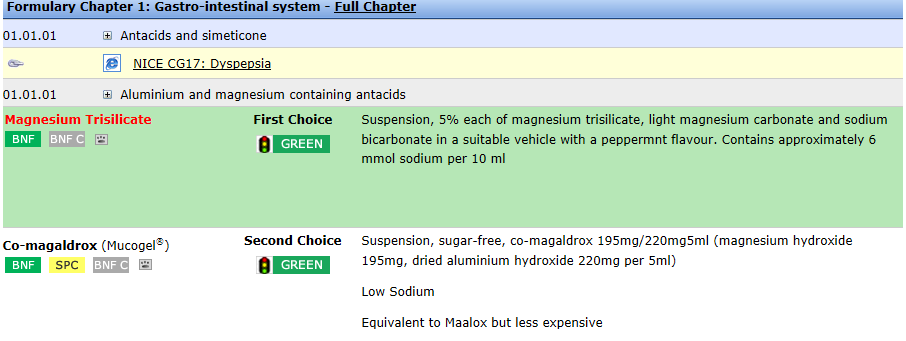 Formulary Chapter 1: Gastro-intestinal system - Full Chapter
01.01.01 Antacids and simeticone
NICE CG17: Dyspepsia
01.01.01 Aluminium and magnesium containing antacids
Magnesium Trisilicate
BNF BNF C
First Choice
GREEN
Suspension, 5% each of magnesium trisilicate, light magnesium carbonate and sodium
bicarbonate in a suitable vehicle with a peppermnt flavour. Contains approximately 6
mmol sodium per 10 ml
Co-magaldrox (Mucogel®)
BNF SPC BNF C
Second Choice
GREEN
Suspension, sugar-free, co-magaldrox 195mg/220mg5ml (magnesium hydroxide
195mg, dried aluminium hydroxide 220mg per 5ml)
Low Sodium
Equivalent to Maalox but less expensive